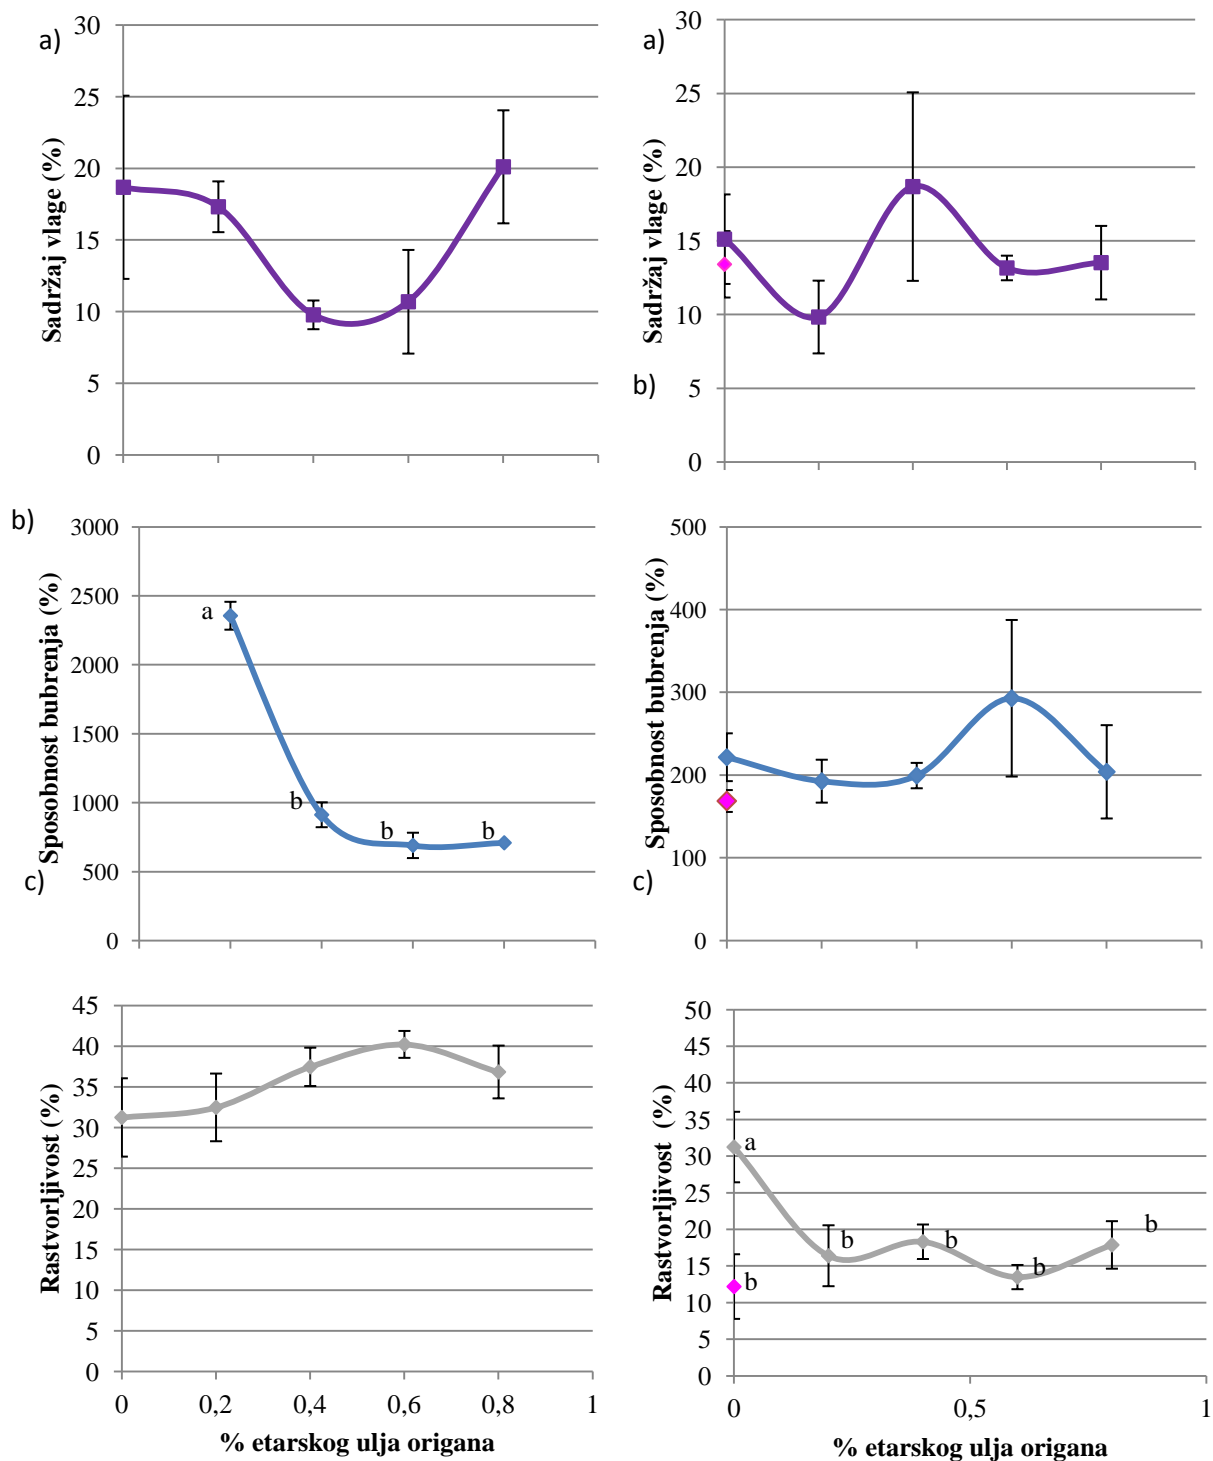 a)
Sadržaj vlage (%)
30
25
20
15
10
5
0
a)
Sadržaj vlage (%)
30
25
20
15
10
5
0
b)
b)
Sposobnost bubrenja (%)
3000
2500
2000
1500
1000
500
0
a
b
b
b
Sposobnost bubrenja (%)
500
400
300
200
100
0
c)
c)
Rastvorljivost (%)
45
40
35
30
25
20
15
10
5
0
0 0,2 0,4 0,6 0,8 1
% etarskog ulja origana
Rastvorljivost (%)
50
45
40
35
30
25
20
15
10
5
0
a
b
b
b
b
b
0 0,5 1
% etarskog ulja origana